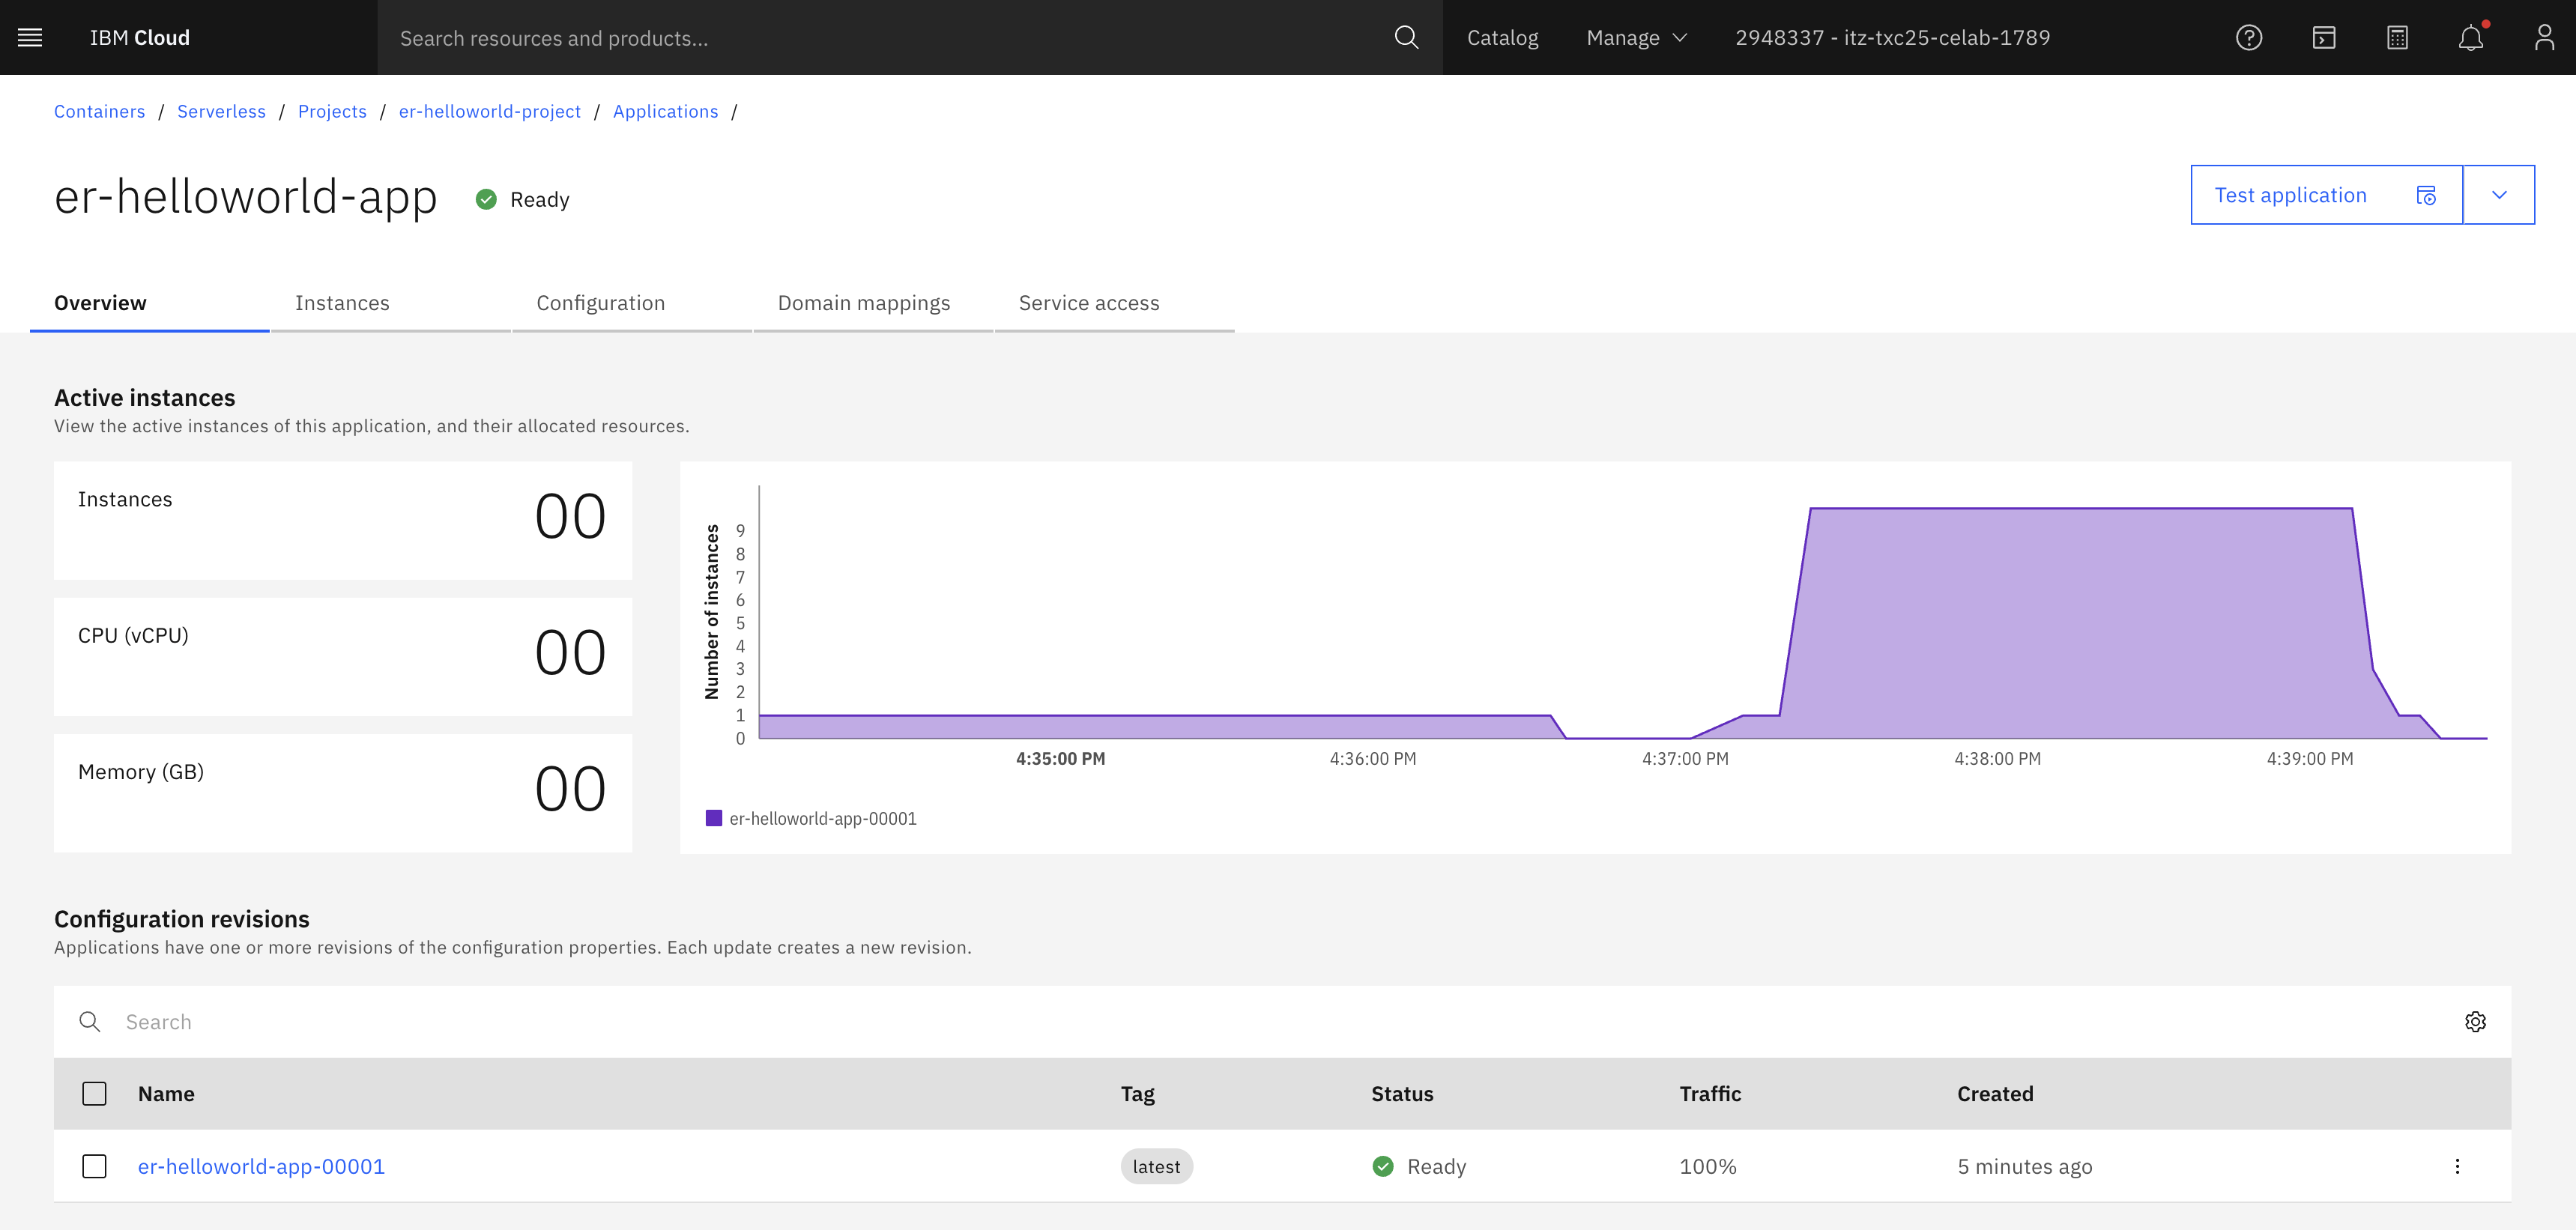 IBM Cloud
Search resources and products...
Catalog
Manage
2948337 - itz-txc25-celab-1789
Containers / Serverless / Projects / er-helloworld-project / Applications /
er-helloworld-app
Ready
Test application
Overview
Instances
Configuration
Domain mappings
Service access
Active instances
View the active instances of this application, and their allocated resources.
Instances
00
CPU (vCPU)
00
Memory (GB)
00
Number of instances
9
8
7
6
5
4
3
2
1
0
4:35:00 PM
4:36:00 PM
4:37:00 PM
4:38:00 PM
4:39:00 PM
er-helloworld-app-00001
Configuration revisions
Applications have one or more revisions of the configuration properties. Each update creates a new revision.
Search
Name Tag Status Traffic Created
er-helloworld-app-00001 latest Ready 100% 5 minutes ago